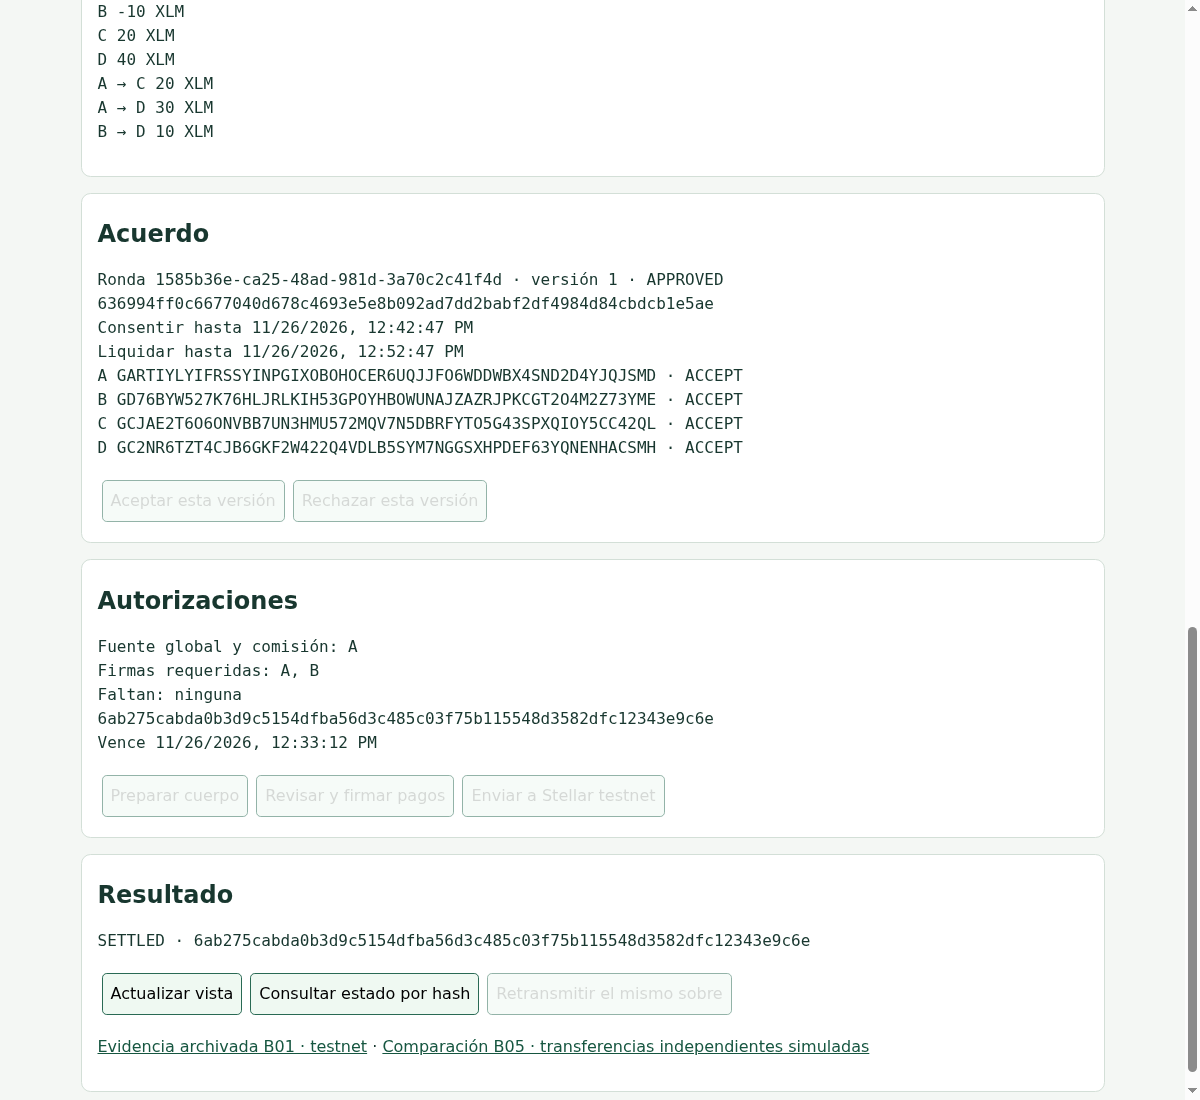 B -10 XLM
C 20 XLM
D 40 XLM
A → C 20 XLM
A → D 30 XLM
B → D 10 XLM
Acuerdo
Ronda 1585b36e-ca25-48ad-981d-3a70c2c41f4d · versión 1 · APPROVED
636994ff0c6677040d678c4693e5e8b092ad7dd2babf2df4984d84cbdcb1e5ae
Consentir hasta 11/26/2026, 12:42:47 PM
Liquidar hasta 11/26/2026, 12:52:47 PM
A GARTIYLYIFRSSYINPGIXOBOHOCER6UQJJFO6WDDWBX4SND2D4YJQJSMD · ACCEPT
B GD76BYW527K76HLJRLKIH53GPOYHBOWUNAJZAZRJPKCGT2O4M2Z73YME · ACCEPT
C GCJAE2T6O6ONVBB7UN3HMU572MQV7N5DBRFYTO5G43SPXQIOY5CC42QL · ACCEPT
D GC2NR6TZT4CJB6GKF2W422Q4VDLB5SYM7NGGSXHPDEF63YQNENHACSMH · ACCEPT
Aceptar esta versión Rechazar esta versión
Autorizaciones
Fuente global y comisión: A
Firmas requeridas: A, B
Faltan: ninguna
6ab275cabda0b3d9c5154dfba56d3c485c03f75b115548d3582dfc12343e9c6e
Vence 11/26/2026, 12:33:12 PM
Preparar cuerpo Revisar y firmar pagos Enviar a Stellar testnet
Resultado
SETTLED · 6ab275cabda0b3d9c5154dfba56d3c485c03f75b115548d3582dfc12343e9c6e
Actualizar vista Consultar estado por hash Retransmitir el mismo sobre
Evidencia archivada B01 · testnet · Comparación B05 · transferencias independientes simuladas